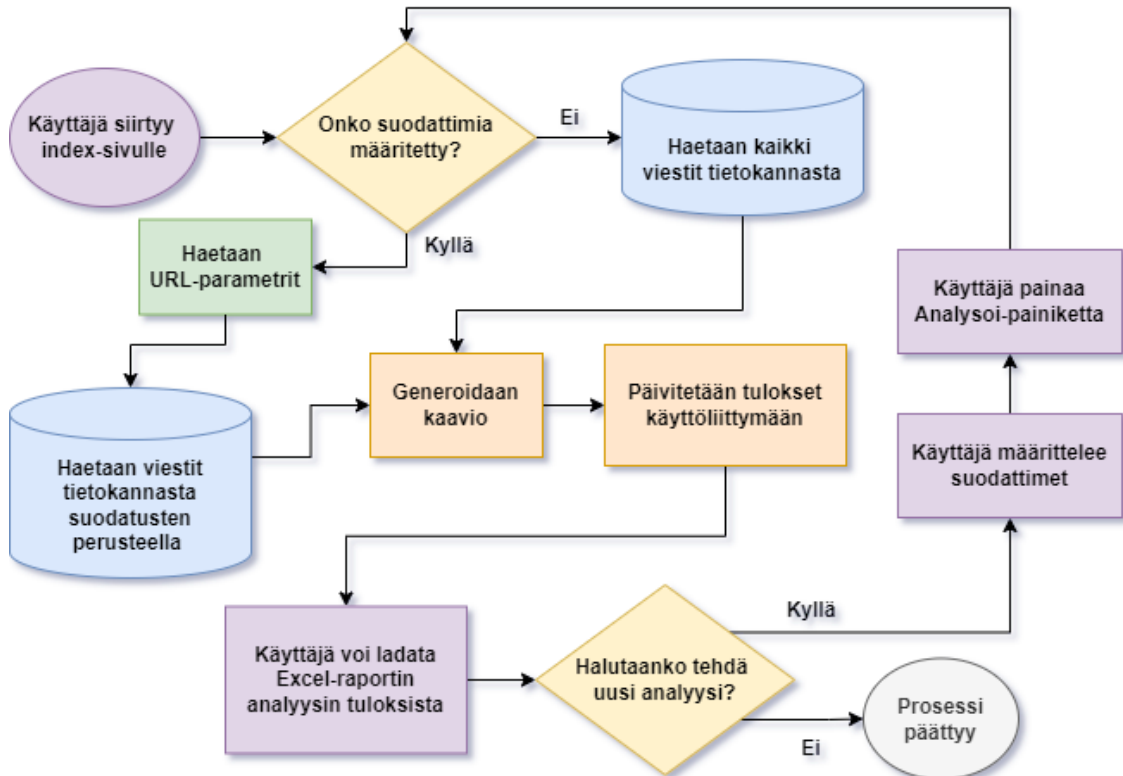 Käyttäjä siirtyy
index-sivulle
Onko suodattimia
määritetty?
Ei
Haetaan kaikki
viestit tietokannasta
Kyllä
Haetaan
URL-parametrit
Käyttäjä painaa
Analysoi-painiketta
Generoidaan
kaavio
Päivitetään tulokset
käyttöliittymään
Käyttäjä määrittelee
suodattimet
Haetaan viestit
tietokannasta
suodatusten
perusteella
Käyttäjä voi ladata
Excel-raportin
analyysin tuloksista
Halutaanko tehdä
uusi analyysi?
Kyllä
Ei
Prosessi
päättyy